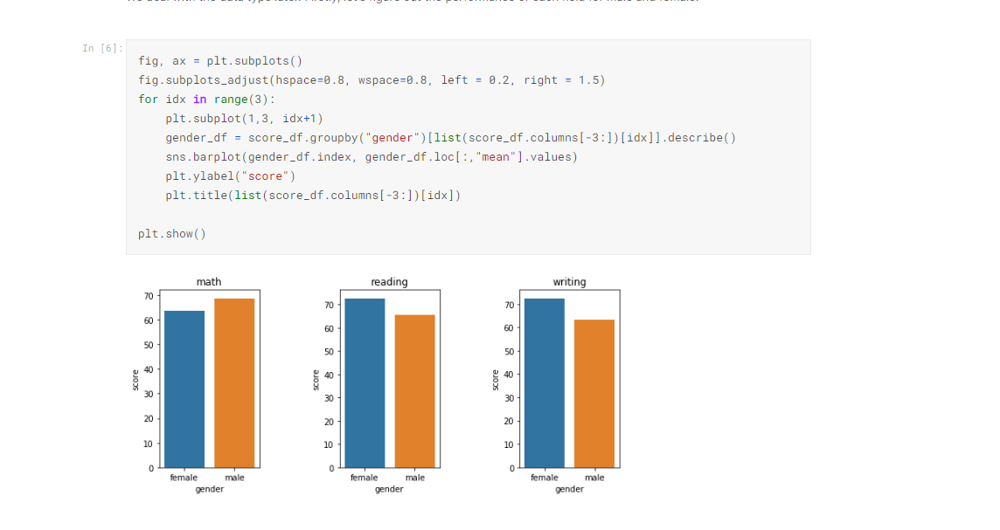 In [6]:
fig, ax = plt.subplots()
fig.subplots_adjust(hspace=0.8, wspace=0.8, left = 0.2, right = 1.5)
for idx in range(3):
    plt.subplot(1,3, idx+1)
    gender_df = score_df.groupby("gender")[list(score_df.columns[-3:])[idx]].describe()
    sns.barplot(gender_df.index, gender_df.loc[:,"mean"].values)
    plt.ylabel("score")
    plt.title(list(score_df.columns[-3:])[idx])
plt.show()
math
70
60
50
40
30
20
10
0
score
female male
gender
reading
70
60
50
40
30
20
10
0
score
female male
gender
writing
70
60
50
40
30
20
10
0
score
female male
gender